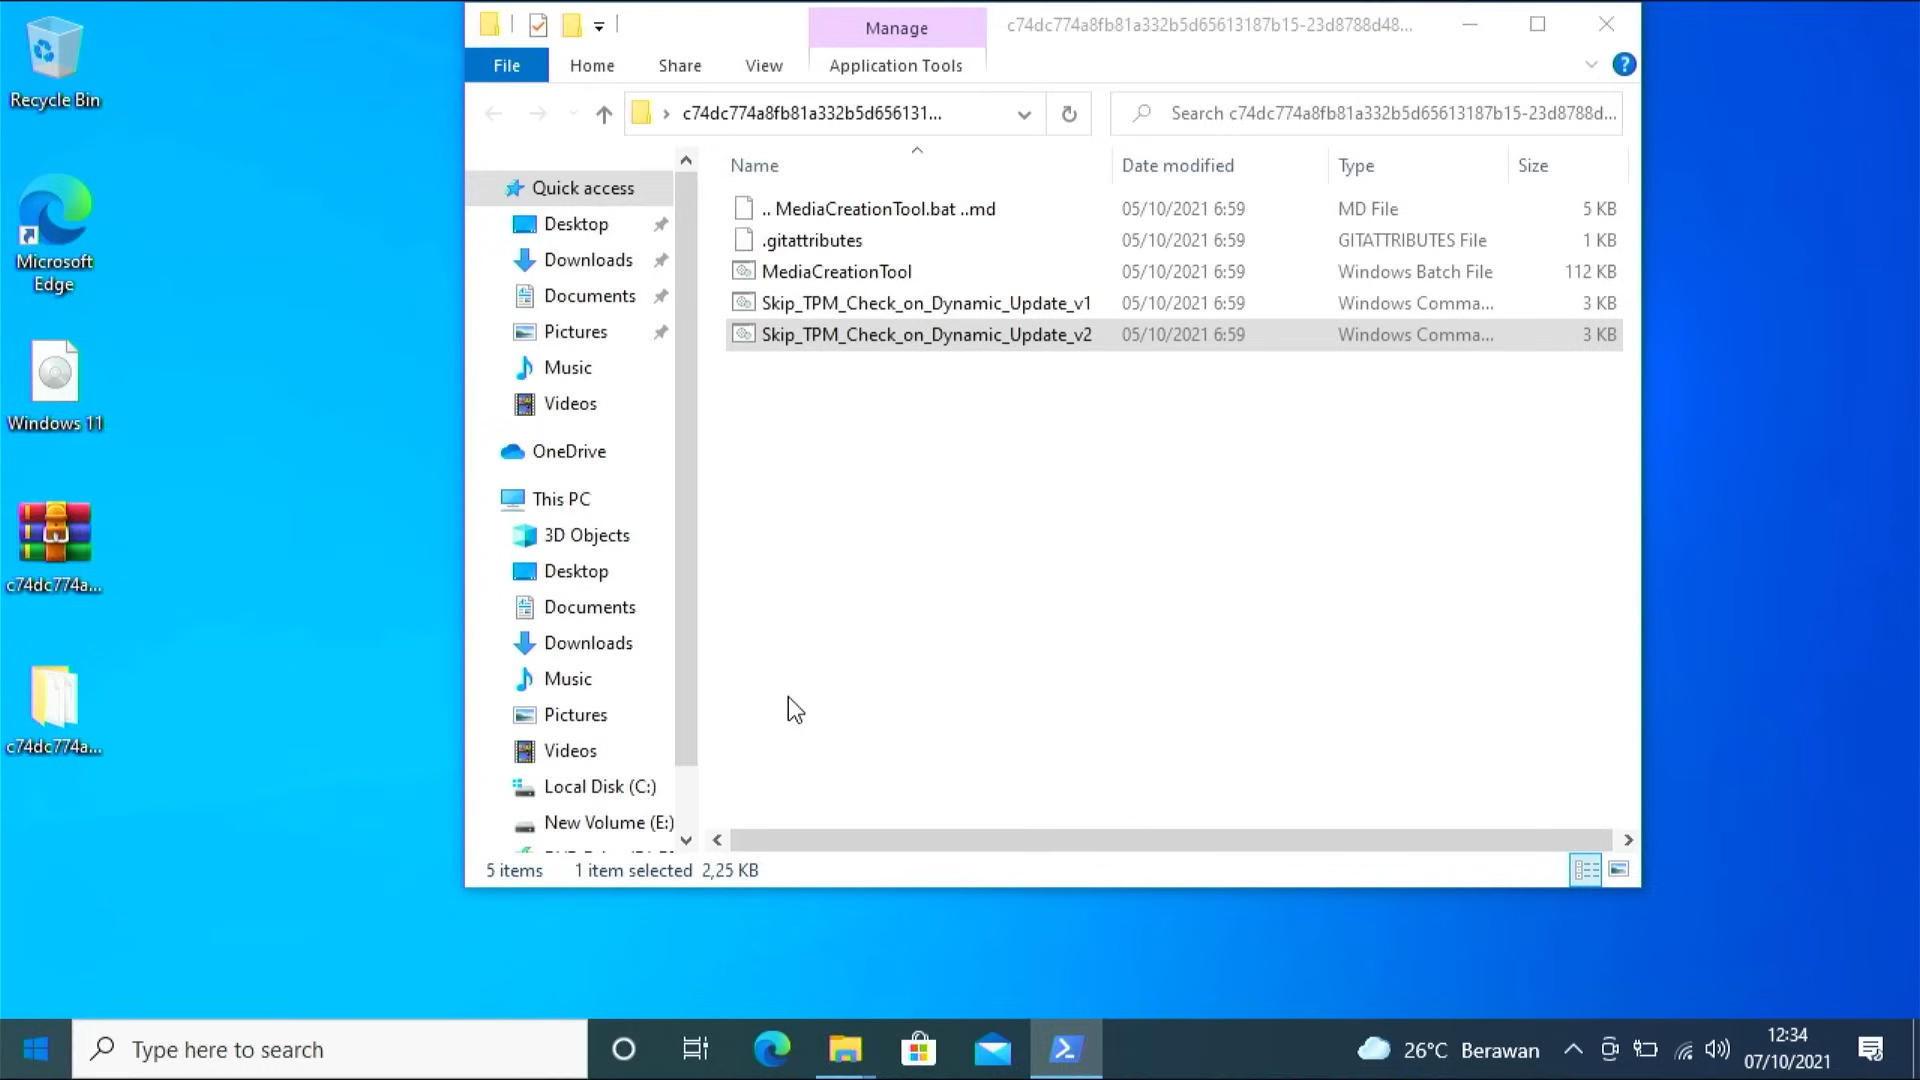 Recycle Bin
Microsoft
Edge
Windows 11
c74dc774a...
c74dc774a...
Manage
c74dc774a8fb81a332b5d65613187b15-23d8788d48...
File
Home
Share
View
Application Tools
?
c74dc774a8fb81a332b5d656131...
Search c74dc774a8fb81a332b5d65613187b15-23d8788d...
Name
Date modified
Type
Size
.. MediaCreationTool.bat ..md 05/10/2021 6:59 MD File 5 KB
.gitattributes 05/10/2021 6:59 GITATTRIBUTES File 1 KB
MediaCreationTool 05/10/2021 6:59 Windows Batch File 112 KB
Skip_TPM_Check_on_Dynamic_Update_v1 05/10/2021 6:59 Windows Comma... 3 KB
Skip_TPM_Check_on_Dynamic_Update_v2 05/10/2021 6:59 Windows Comma... 3 KB
Quick access
Desktop
Downloads
Documents
Pictures
Music
Videos
OneDrive
This PC
3D Objects
Desktop
Documents
Downloads
Music
Pictures
Videos
Local Disk (C:)
New Volume (E:)
5 items 1 item selected 2,25 KB
Type here to search
26°C Berawan
12:34
07/10/2021